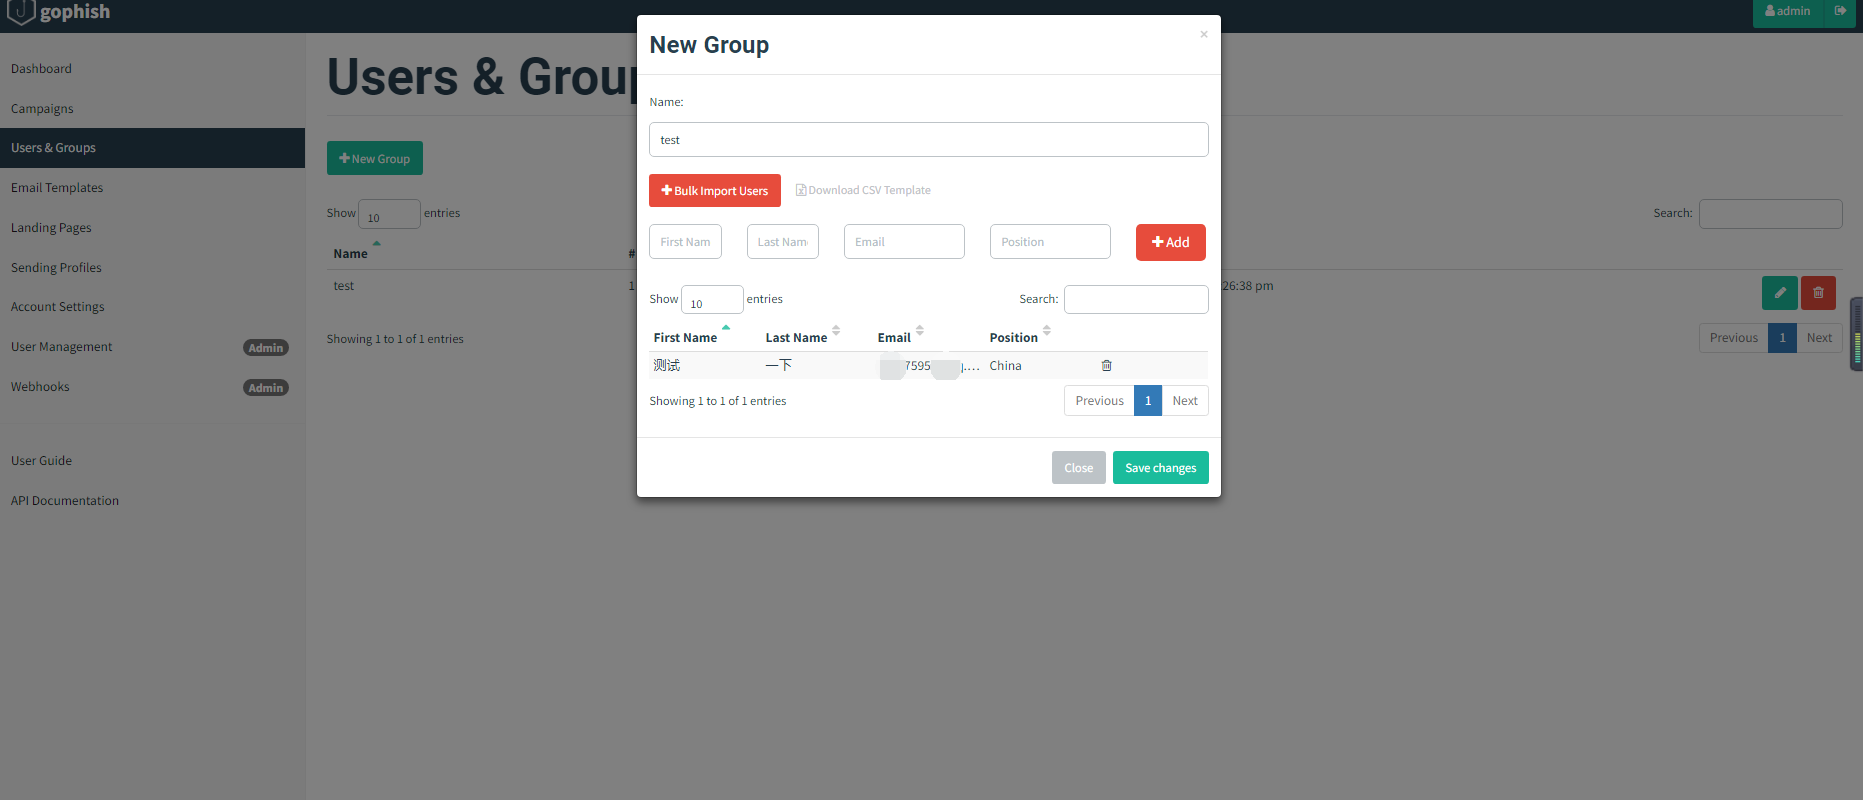 gophish
admin
Dashboard
Campaigns
Users & Groups
Email Templates
Landing Pages
Sending Profiles
Account Settings
User Management Admin
Webhooks Admin
User Guide
API Documentation
Users & Grou
New Group
Show 10 entries
Search:
Name #
test 1 26:38 pm
Showing 1 to 1 of 1 entries
Previous 1 Next
New Group ×
Name:
test
Bulk Import Users Download CSV Template
First Nam Last Nam Email Position Add
Show 10 entries Search:
First Name Last Name Email Position
测试 一下 7595 China
Showing 1 to 1 of 1 entries Previous 1 Next
Close Save changes